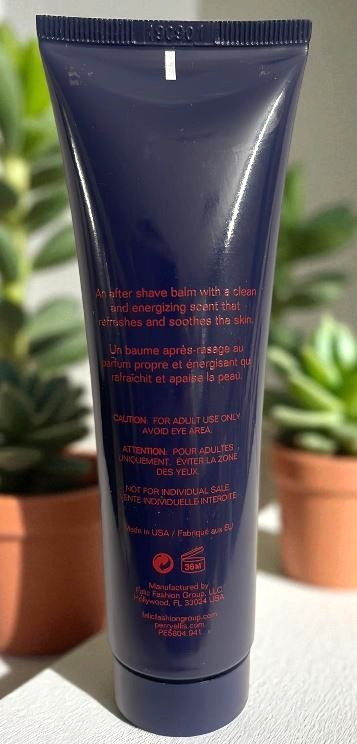 190901
An after shave balm with a clean
and energizing scent that
refreshes and soothes the skin.
Un baume après-rasage au
parfum propre et énergisant qui
rafraîchit et apaise la peau.
CAUTION: FOR ADULT USE ONLY
AVOID EYE AREA.
ATTENTION: POUR ADULTES
UNIQUEMENT. ÉVITER LA ZONE
DES YEUX.
NOT FOR INDIVIDUAL SALE
VENTE INDIVIDUELLE INTERDITE
Made in USA / Fabriqué aux EU
36M
Manufactured by
Falic Fashion Group, LLC
Hollywood, FL 33024 USA
falicfashiongroup.com
perryellis.com
PE5804.941